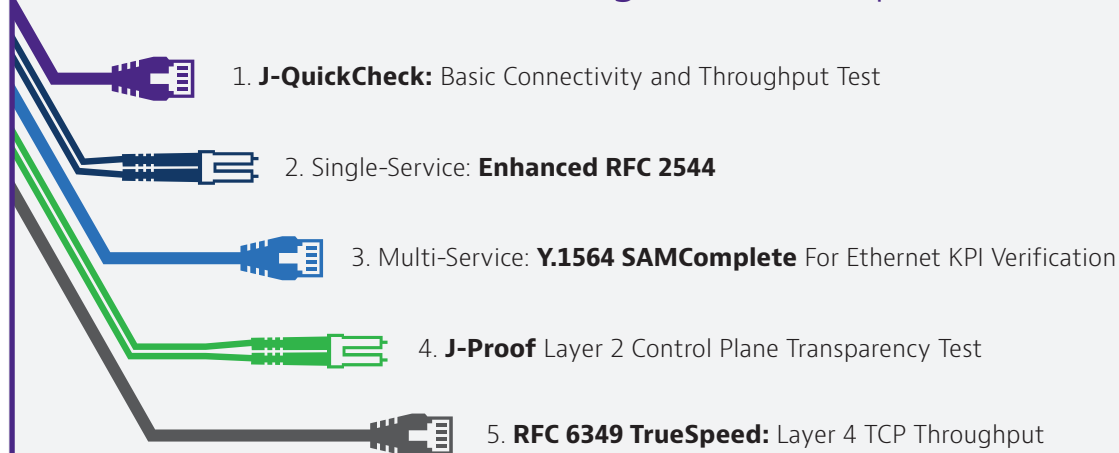 1. J-QuickCheck: Basic Connectivity and Throughput Test
2. Single-Service: Enhanced RFC 2544
3. Multi-Service: Y.1564 SAMComplete For Ethernet KPI Verification
4. J-Proof Layer 2 Control Plane Transparency Test
5. RFC 6349 TrueSpeed: Layer 4 TCP Throughput